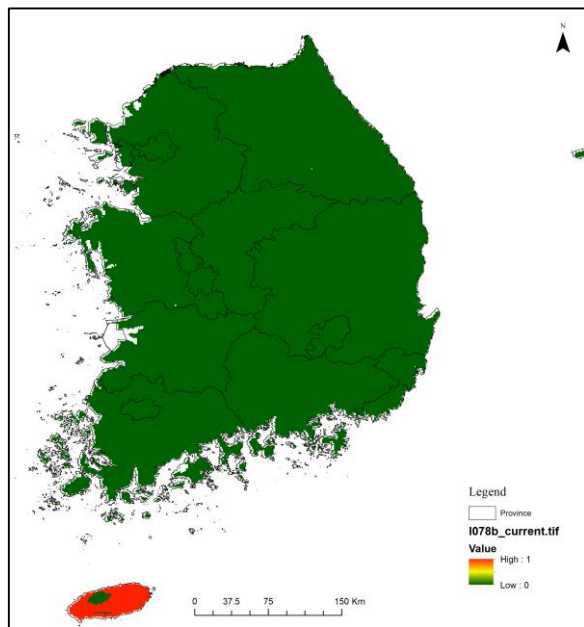 N
Legend
Province
I078b_current.tif
Value
High : 1
Low : 0
0 37.5 75 150 Km